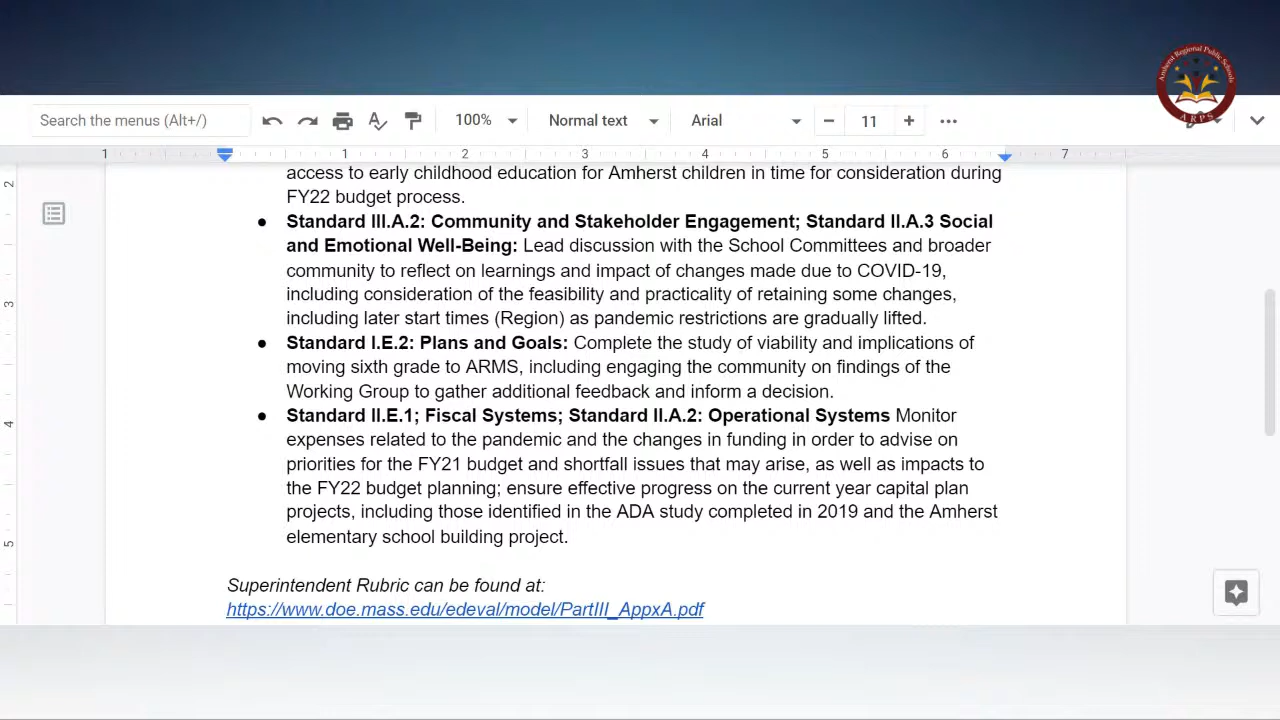 Amherst Regional Public Schools
ARPS
Search the menus (Alt+/)
100%
Normal text
Arial
11
1 1 2 3 4 5 6 7
2
3
4
5
access to early childhood education for Amherst children in time for consideration during
FY22 budget process.
● Standard III.A.2: Community and Stakeholder Engagement; Standard II.A.3 Social
and Emotional Well-Being: Lead discussion with the School Committees and broader
community to reflect on learnings and impact of changes made due to COVID-19,
including consideration of the feasibility and practicality of retaining some changes,
including later start times (Region) as pandemic restrictions are gradually lifted.
● Standard I.E.2: Plans and Goals: Complete the study of viability and implications of
moving sixth grade to ARMS, including engaging the community on findings of the
Working Group to gather additional feedback and inform a decision.
● Standard II.E.1; Fiscal Systems; Standard II.A.2: Operational Systems Monitor
expenses related to the pandemic and the changes in funding in order to advise on
priorities for the FY21 budget and shortfall issues that may arise, as well as impacts to
the FY22 budget planning; ensure effective progress on the current year capital plan
projects, including those identified in the ADA study completed in 2019 and the Amherst
elementary school building project.
Superintendent Rubric can be found at:
https://www.doe.mass.edu/edeval/model/PartIII_AppxA.pdf